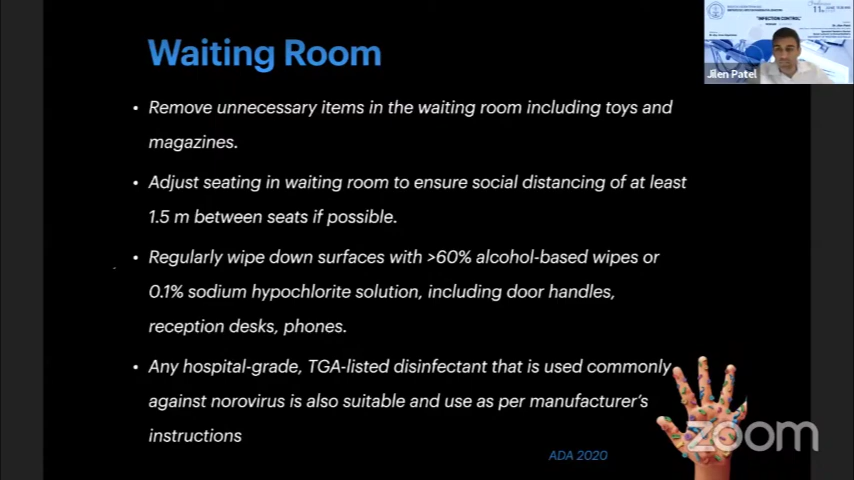 Waiting Room
• Remove unnecessary items in the waiting room including toys and
magazines.
• Adjust seating in waiting room to ensure social distancing of at least
1.5 m between seats if possible.
• Regularly wipe down surfaces with >60% alcohol-based wipes or
0.1% sodium hypochlorite solution, including door handles,
reception desks, phones.
• Any hospital-grade, TGA-listed disinfectant that is used commonly
against norovirus is also suitable and use as per manufacturer's
instructions
ADA 2020
"INFECTION CONTROL"
Jilen Patel
zoom